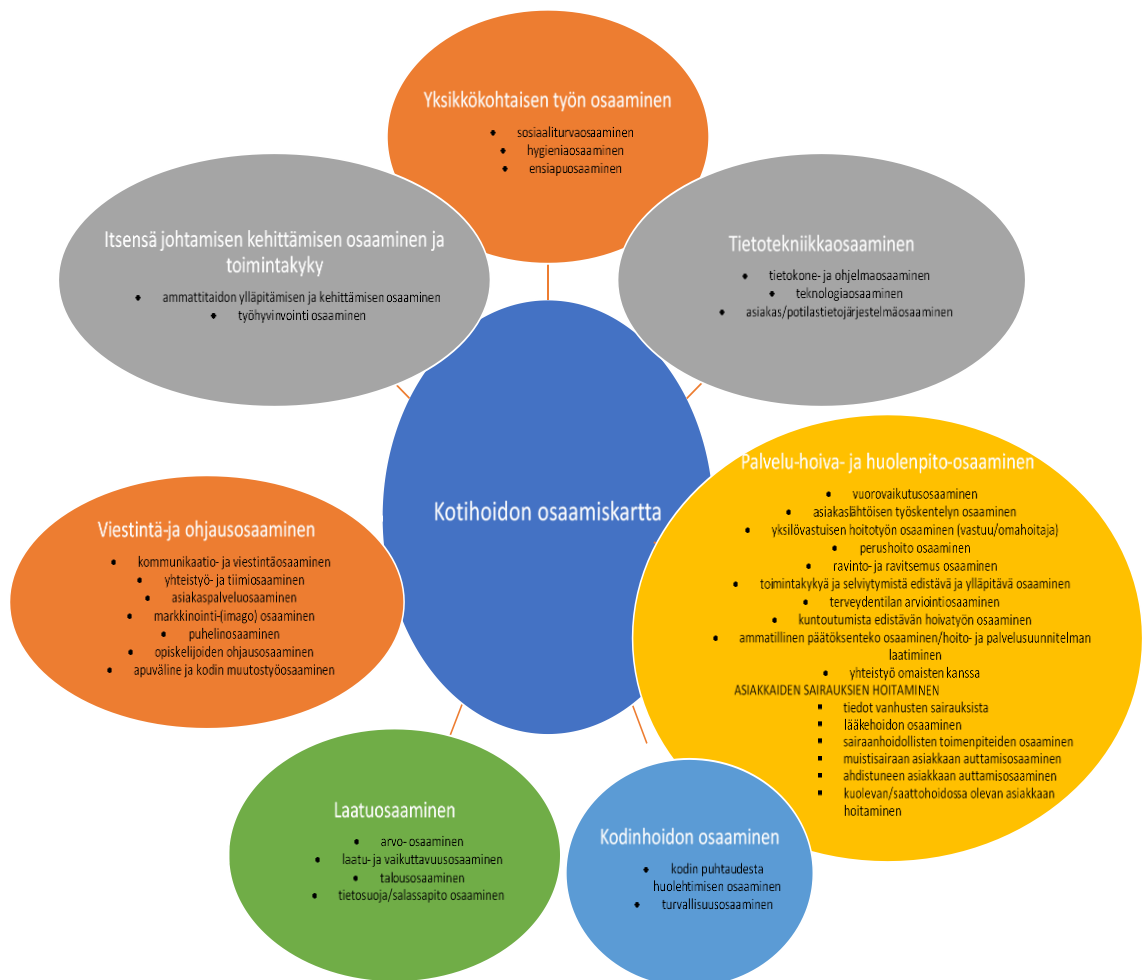 Yksikkökohtaisen työn osaaminen
• sosiaaliturvaosaaminen
• hygieniaosaaminen
• ensiapuosaaminen
Itsensä johtamisen kehittämisen osaaminen ja
toimintakyky
• ammattitaidon ylläpitämisen ja kehittämisen osaaminen
• työhyvinvointi osaaminen
Tietotekniikkaosaaminen
• tietokone- ja ohjelmaosaaminen
• teknologiaosaaminen
• asiakas/potilastietojärjestelmäosaaminen
Kotihoidon osaamiskartta
Palvelu-hoiva- ja huolenpito-osaaminen
• vuorovaikutusosaaminen
• asiakaslähtöisen työskentelyn osaaminen
• yksilövastuisen hoitotyön osaaminen (vastuu/omahoitaja)
• perushoito osaaminen
• ravinto- ja ravitsemus osaaminen
• toimintakykyä ja selviytymistä edistävä ja ylläpitävä osaaminen
• terveydentilan arviointiosaaminen
• kuntoutumista edistävän hoivatyön osaaminen
• ammatillinen päätöksenteko osaaminen/hoito- ja palvelusuunnitelman
laatiminen
• yhteistyö omaisten kanssa
ASIAKKAIDEN SAIRAUKSIEN HOITAMINEN
▪ tiedot vanhusten sairauksista
▪ lääkehoidon osaaminen
▪ sairaanhoidollisten toimenpiteiden osaaminen
▪ muistisairaan asiakkaan auttamisosaaminen
▪ ahdistuneen asiakkaan auttamisosaaminen
▪ kuolevan/saattohoidossa olevan asiakkaan
hoitaminen
Viestintä-ja ohjausosaaminen
• kommunikaatio- ja viestintäosaaminen
• yhteistyö- ja tiimiosaaminen
• asiakaspalveluosaaminen
• markkinointi-(imago) osaaminen
• puhelinosaaminen
• opiskelijoiden ohjausosaaminen
• apuväline ja kodin muutostyöosaaminen
Laatuosaaminen
• arvo- osaaminen
• laatu- ja vaikuttavuusosaaminen
• talousosaaminen
• tietosuoja/salassapito osaaminen
Kodinhoidon osaaminen
• kodin puhtaudesta
huolehtimisen osaaminen
• turvallisuusosaaminen